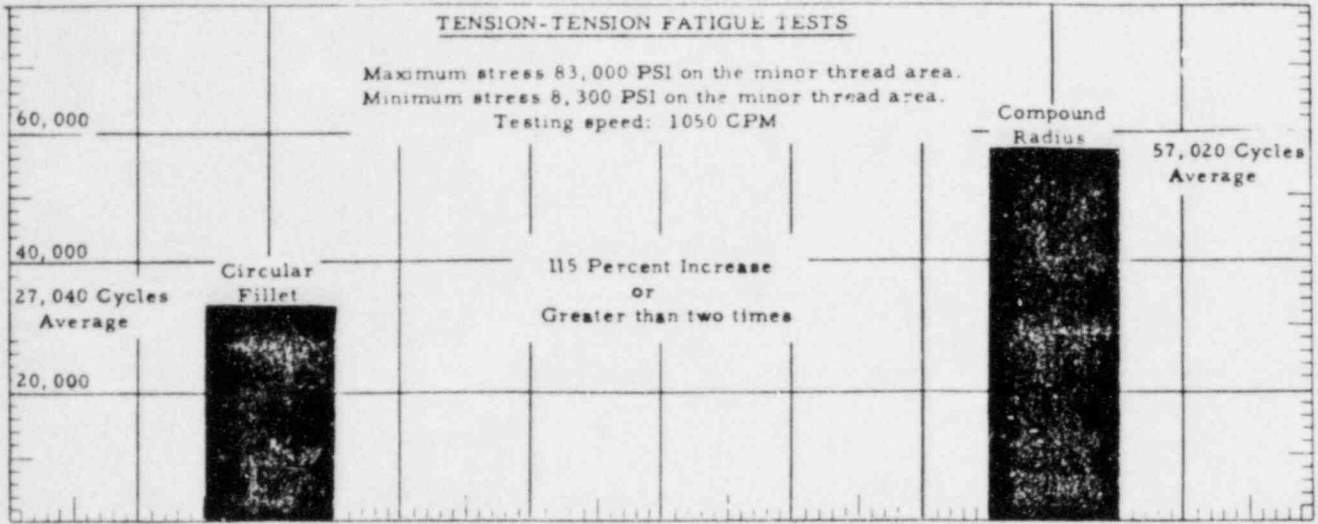 TENSION-TENSION FATIGUE TESTS
Maximum stress 83,000 PSI on the minor thread area.
Minimum stress 8,300 PSI on the minor thread area.
Testing speed: 1050 CPM
60,000
Compound
Radius
57,020 Cycles
Average
40,000
Circular
Fillet
27,040 Cycles
Average
115 Percent Increase
or
Greater than two times
20,000